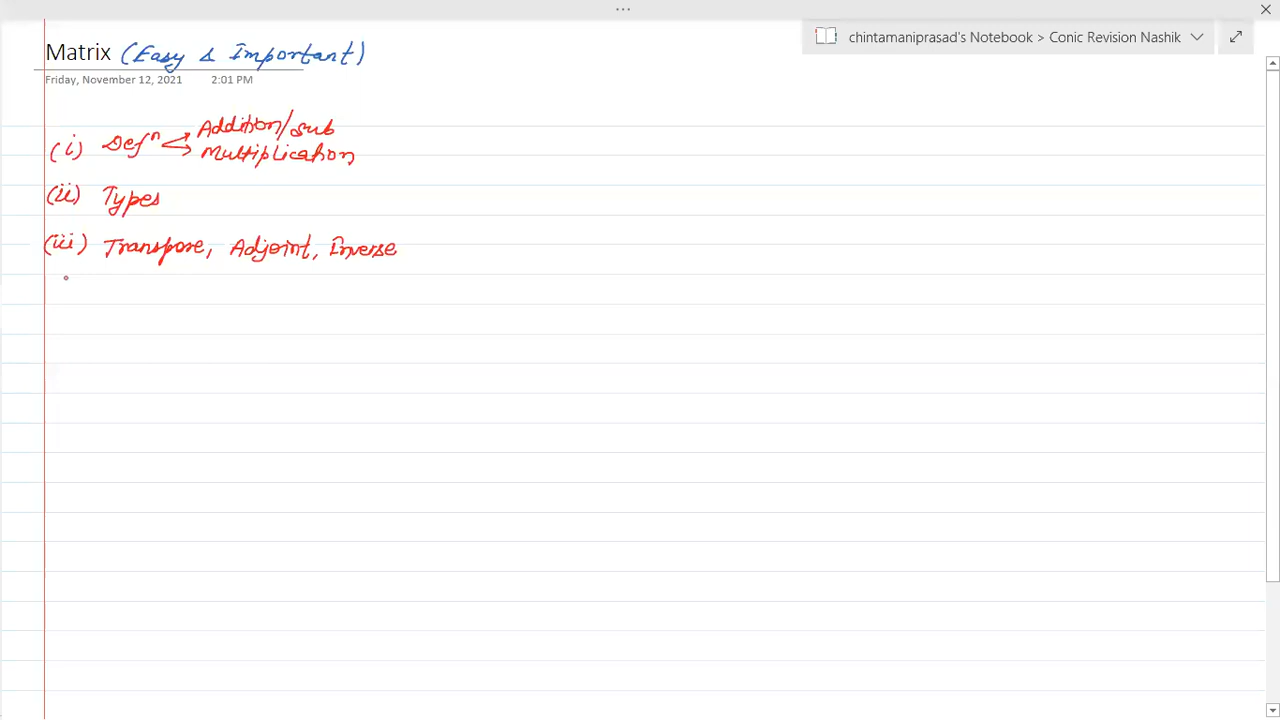 chintamaniprasad's Notebook > Conic Revision Nashik
Matrix (Easy & Important)
Friday, November 12, 2021 2:01 PM
(i) Defⁿ Addition/Sub
Multiplication
(ii) Types
(iii) Transpose, Adjoint, Inverse